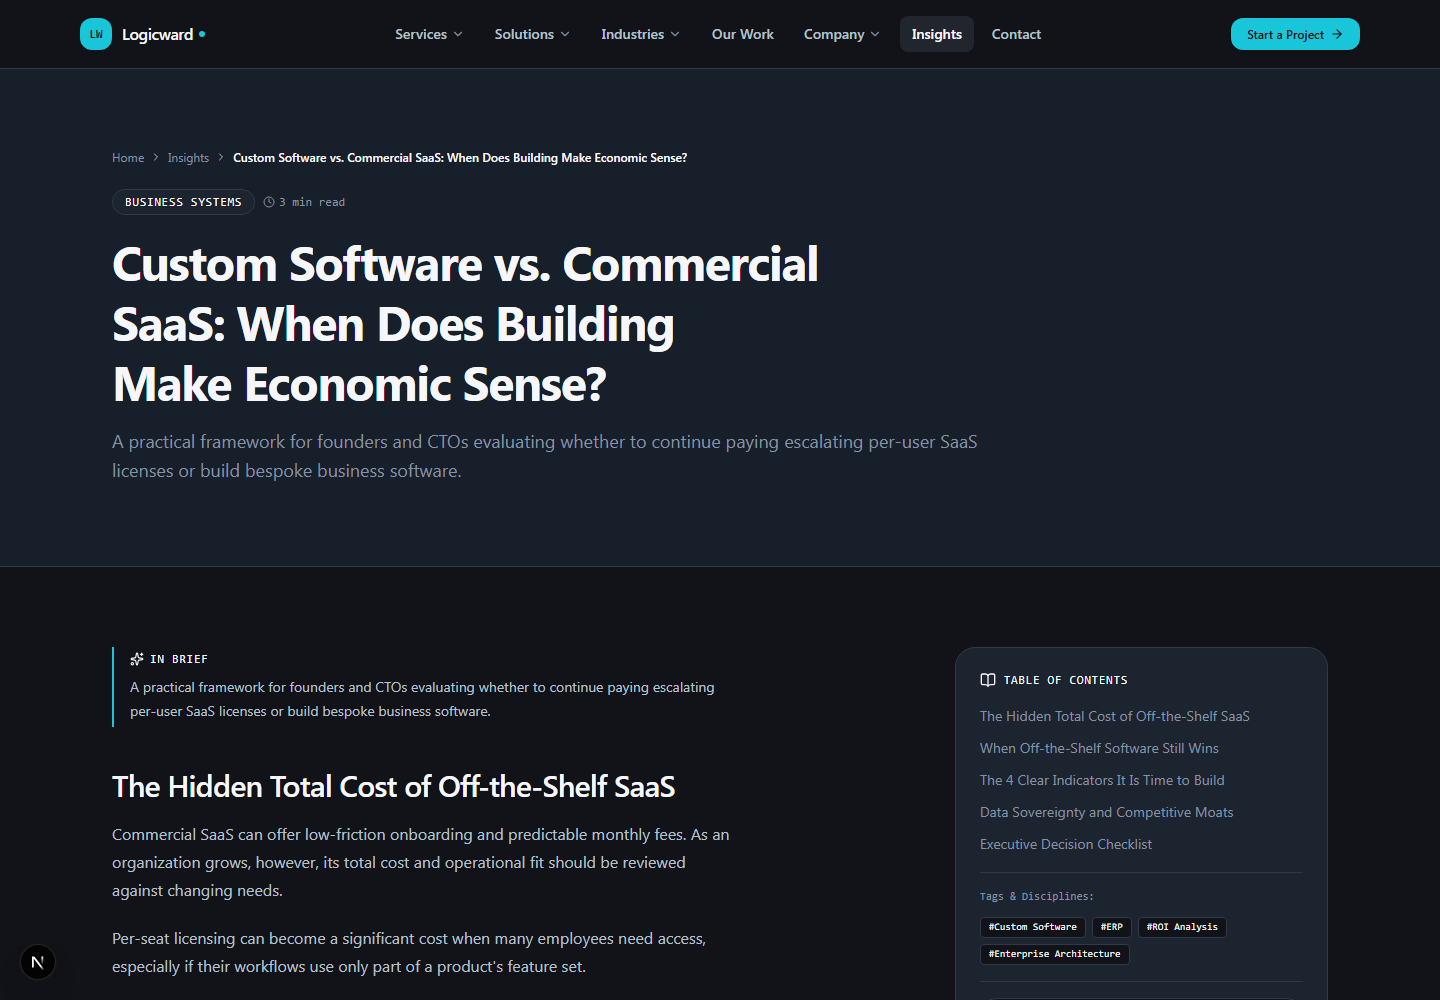 LW Logicward
Services Solutions Industries Our Work Company Insights Contact
Start a Project
Home Insights Custom Software vs. Commercial SaaS: When Does Building Make Economic Sense?
BUSINESS SYSTEMS 3 min read
Custom Software vs. Commercial
SaaS: When Does Building
Make Economic Sense?
A practical framework for founders and CTOs evaluating whether to continue paying escalating per-user SaaS
licenses or build bespoke business software.
IN BRIEF
A practical framework for founders and CTOs evaluating whether to continue paying escalating
per-user SaaS licenses or build bespoke business software.
The Hidden Total Cost of Off-the-Shelf SaaS
Commercial SaaS can offer low-friction onboarding and predictable monthly fees. As an
organization grows, however, its total cost and operational fit should be reviewed
against changing needs.
Per-seat licensing can become a significant cost when many employees need access,
especially if their workflows use only part of a product's feature set.
TABLE OF CONTENTS
The Hidden Total Cost of Off-the-Shelf SaaS
When Off-the-Shelf Software Still Wins
The 4 Clear Indicators It Is Time to Build
Data Sovereignty and Competitive Moats
Executive Decision Checklist
Tags & Disciplines:
#Custom Software #ERP #ROI Analysis
#Enterprise Architecture
N